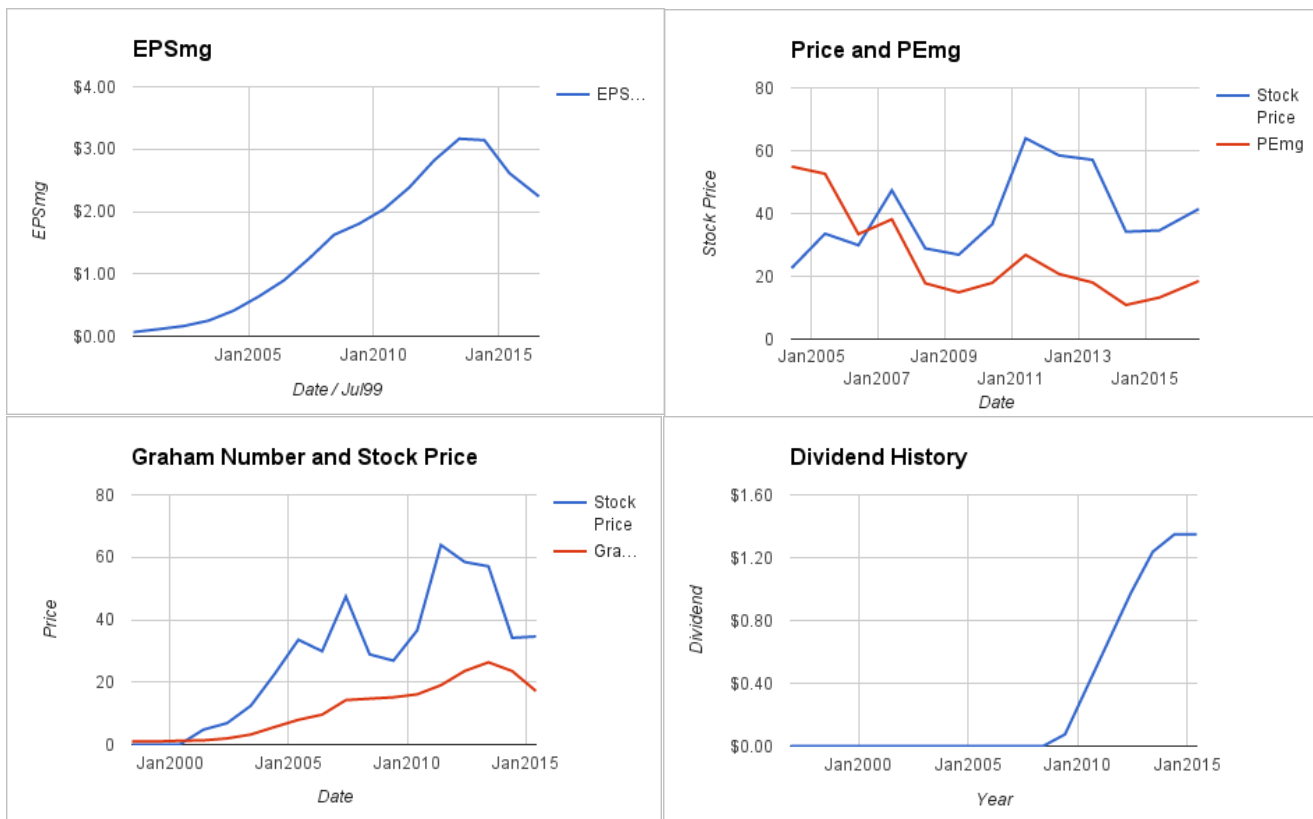 EPSmg
$4.00
$3.00
$2.00
$1.00
$0.00
EPSmg
EPS...
Jan2005 Jan2010 Jan2015
Date / Jul99
Price and PEmg
80
60
40
20
0
Stock Price
Stock
Price
PEmg
Jan2005 Jan2009 Jan2013
Jan2007 Jan2011 Jan2015
Date
Graham Number and Stock Price
80
60
40
20
0
Price
Stock
Price
Gra...
Jan2000 Jan2005 Jan2010 Jan2015
Date
Dividend History
$1.60
$1.20
$0.80
$0.40
$0.00
Dividend
Jan2000 Jan2005 Jan2010 Jan2015
Year